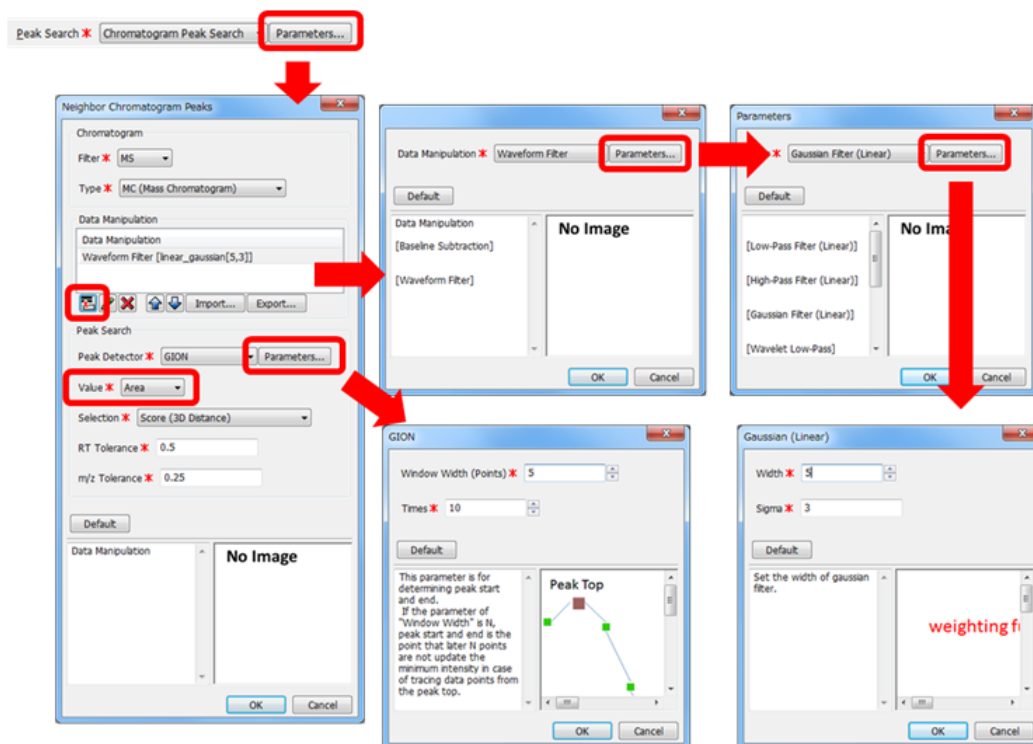 Peak Search * Chromatogram Peak Search Parameters...
Neighbor Chromatogram Peaks
Chromatogram
Filter * MS
Type * MC (Mass Chromatogram)
Data Manipulation
Data Manipulation
Waveform Filter [linear_gaussian[5,3]]
Import... Export...
Peak Search
Peak Detector * GION Parameters...
Value * Area
Selection * Score (3D Distance)
RT Tolerance * 0.5
m/z Tolerance * 0.25
Default
Data Manipulation
No Image
OK Cancel
Data Manipulation * Waveform Filter Parameters...
Default
Data Manipulation
[Baseline Subtraction]
[Waveform Filter]
No Image
OK Cancel
Parameters
* Gaussian Filter (Linear) Parameters...
Default
[Low-Pass Filter (Linear)]
[High-Pass Filter (Linear)]
[Gaussian Filter (Linear)]
[Wavelet Low-Pass]
No Ima
OK Cancel
GION
Window Width (Points) * 5
Times * 10
Default
This parameter is for
determining peak start
and end.
If the parameter of
"Window Width" is N,
peak start and end is the
point that later N points
are not update the
minimum intensity in case
of tracing data points from
the peak top.
Peak Top
OK Cancel
Gaussian (Linear)
Width * 5
Sigma * 3
Default
Set the width of gaussian
filter.
weighting fu
OK Cancel